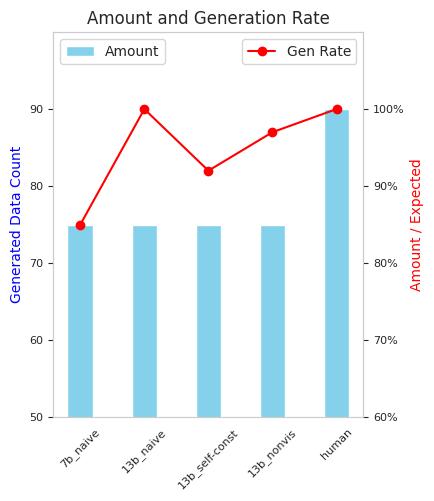 Amount and Generation Rate
Amount
Gen Rate
90
80
70
60
50
Generated Data Count
100%
90%
80%
70%
60%
Amount / Expected
7b_naive
13b_naive
13b_self-const
13b_nonvis
human